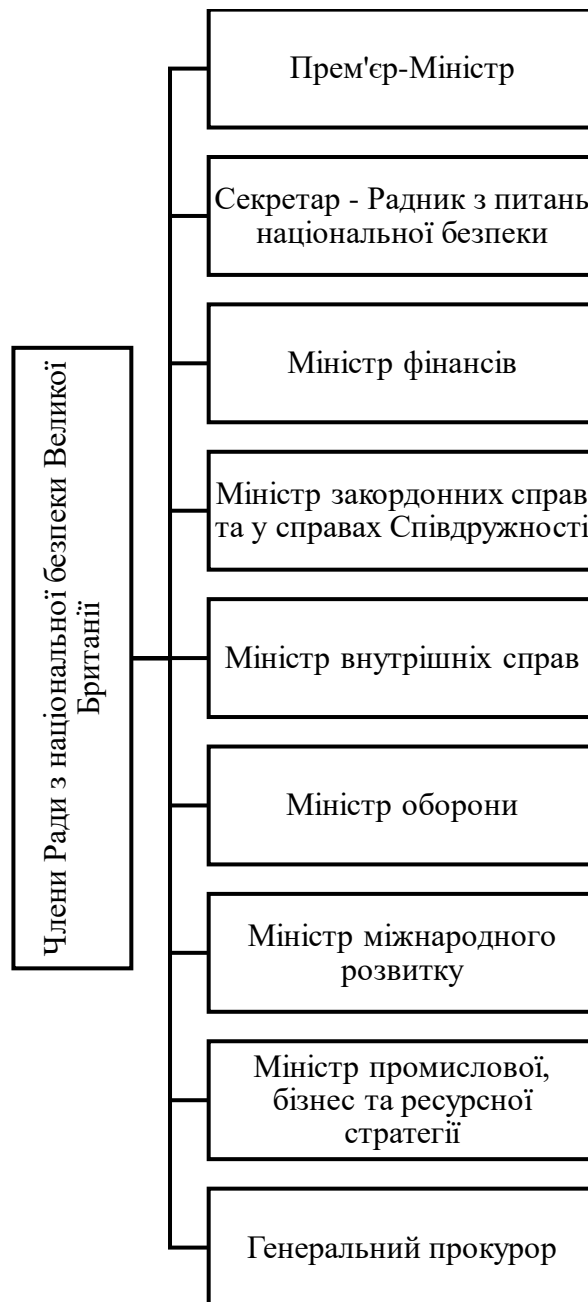 Члени Ради з національної безпеки Великої
Британії
Прем'єр-Міністр
Секретар - Радник з питань
національної безпеки
Міністр фінансів
Міністр закордонних справ
та у справах Співдружності
Міністр внутрішніх справ
Міністр оборони
Міністр міжнародного
розвитку
Міністр промислової,
бізнес та ресурсної
стратегії
Генеральний прокурор